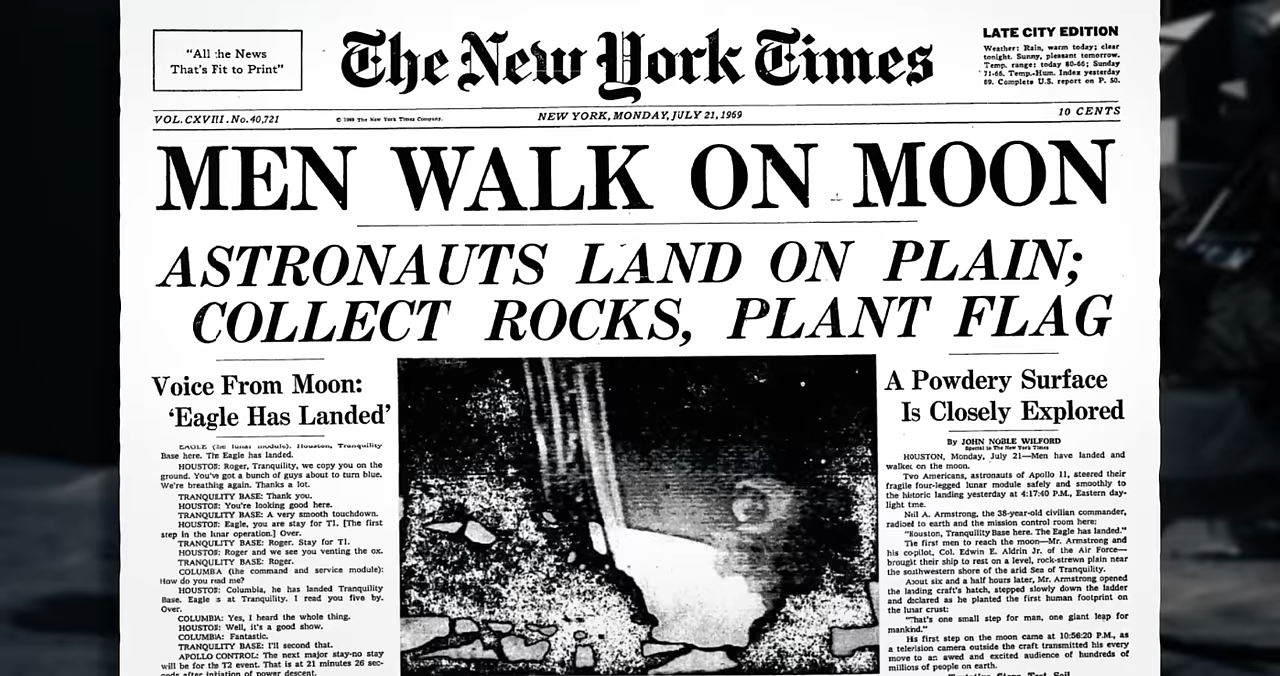 "All the News
That's Fit to Print"
The New York Times
LATE CITY EDITION
Weather: Rain, warm today; clear
tonight. Sunny, pleasant tomorrow.
Temp. range: today 80-66; Sunday
71-66. Temp.-Hum. Index yesterday
69. Complete U.S. report on P. 50.
VOL. CXVIII. No. 40,721
© 1969 The New York Times Company.
NEW YORK, MONDAY, JULY 21, 1969
10 CENTS
MEN WALK ON MOON
ASTRONAUTS LAND ON PLAIN;
COLLECT ROCKS, PLANT FLAG
Voice From Moon:
'Eagle Has Landed'
EAGLE (the lunar module): Houston, Tranquility
Base here. The Eagle has landed.
HOUSTON: Roger, Tranquility, we copy you on the
ground. You've got a bunch of guys about to turn blue.
We're breathing again. Thanks a lot.
TRANQUILITY BASE: Thank you.
HOUSTON: You're looking good here.
TRANQUILITY BASE: A very smooth touchdown.
HOUSTON: Eagle, you are stay for T1. [The first
step in the lunar operation.] Over.
TRANQUILITY BASE: Roger. Stay for T1.
HOUSTON: Roger and we see you venting the ox.
TRANQUILITY BASE: Roger.
COLUMBIA (the command and service module):
How do you read me?
HOUSTON: Columbia, he has landed Tranquility
Base. Eagle s at Tranquility. I read you five by.
Over.
COLUMBIA: Yes, I heard the whole thing.
HOUSTON: Well, it's a good show.
COLUMBIA: Fantastic.
TRANQUILITY BASE: I'll second that.
APOLLO CONTROL: The next major stay-no stay
will be for the T2 event. That is at 21 minutes 26 sec-
onds after initiation of power descent.
A Powdery Surface
Is Closely Explored
By JOHN NOBLE WILFORD
Special to The New York Times
HOUSTON, Monday, July 21—Men have landed and
walked on the moon.
Two Americans, astronauts of Apollo 11, steered their
fragile four-legged lunar module safely and smoothly to
the historic landing yesterday at 4:17:40 P.M., Eastern day-
light time.
Neil A. Armstrong, the 38-year-old civilian commander,
radioed to earth and the mission control room here:
"Houston, Tranquility Base here. The Eagle has landed."
The first men to reach the moon—Mr. Armstrong and
his copilot, Col. Edwin E. Aldrin Jr. of the Air Force—
brought their ship to rest on a level, rock-strewn plain near
the southwestern shore of the arid Sea of Tranquility.
About six and a half hours later, Mr. Armstrong opened
the landing craft's hatch, stepped slowly down the ladder
and declared as he planted the first human footprint on
the lunar crust:
"That's one small step for man, one giant leap for
mankind."
His first step on the moon came at 10:56:20 P.M., as
a television camera outside the craft transmitted his every
move to an awed and excited audience of hundreds of
millions of people on earth.